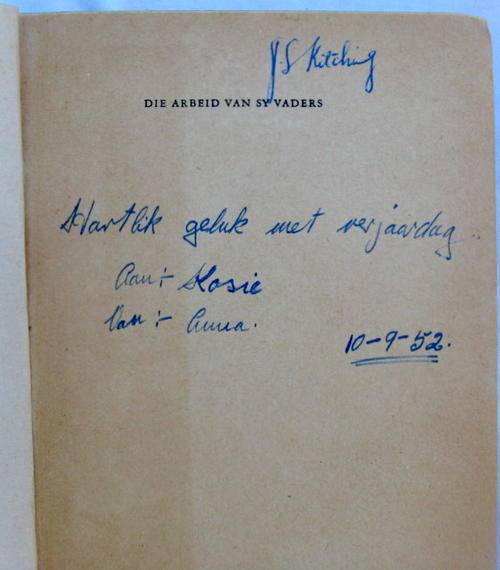 J.S Kitching
DIE ARBEID VAN SY VADERS
Hartlik geluk met verjaardag
Aan:- Kosie
Van:- Anna.
10-9-52.